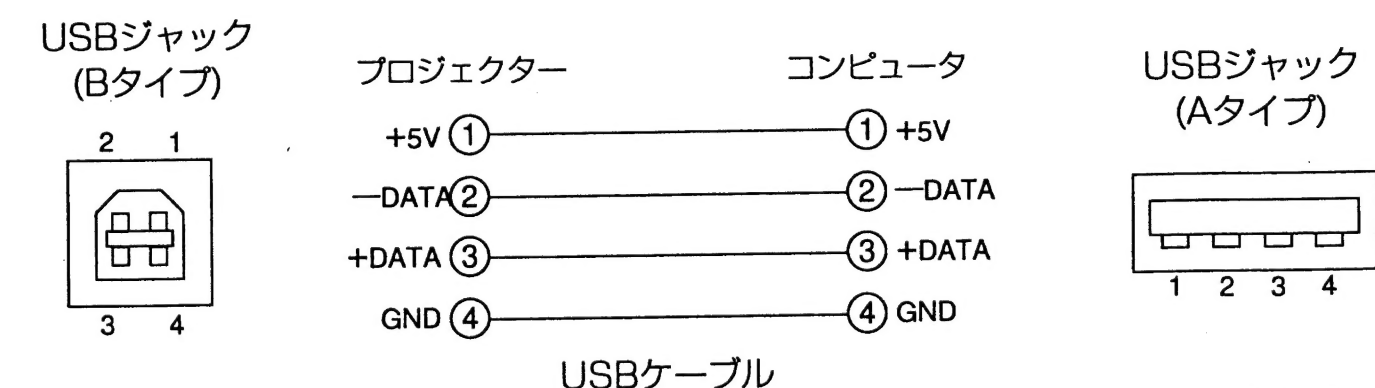 USBジャック
(Bタイプ)
2 1
3 4
プロジェクター
コンピュータ
+5V ① ① +5V
−DATA ② ② −DATA
+DATA ③ ③ +DATA
GND ④ ④ GND
USBケーブル
USBジャック
(Aタイプ)
1 2 3 4